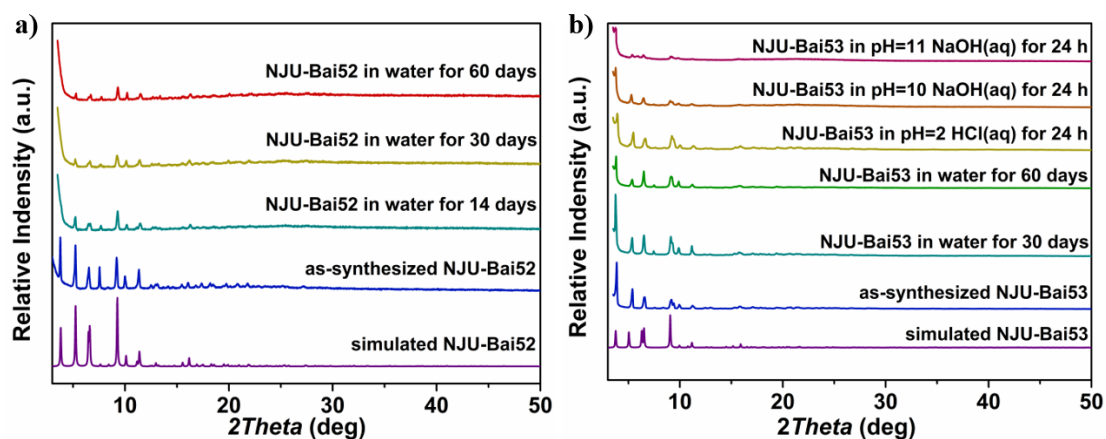 a)
NJU-Bai52 in water for 60 days
NJU-Bai52 in water for 30 days
NJU-Bai52 in water for 14 days
as-synthesized NJU-Bai52
simulated NJU-Bai52
Relative Indensity (a.u.)
10 20 30 40 50
2Theta (deg)
b)
NJU-Bai53 in pH=11 NaOH(aq) for 24 h
NJU-Bai53 in pH=10 NaOH(aq) for 24 h
NJU-Bai53 in pH=2 HCl(aq) for 24 h
NJU-Bai53 in water for 60 days
NJU-Bai53 in water for 30 days
as-synthesized NJU-Bai53
simulated NJU-Bai53
Relative Indensity (a.u.)
10 20 30 40 50
2Theta (deg)